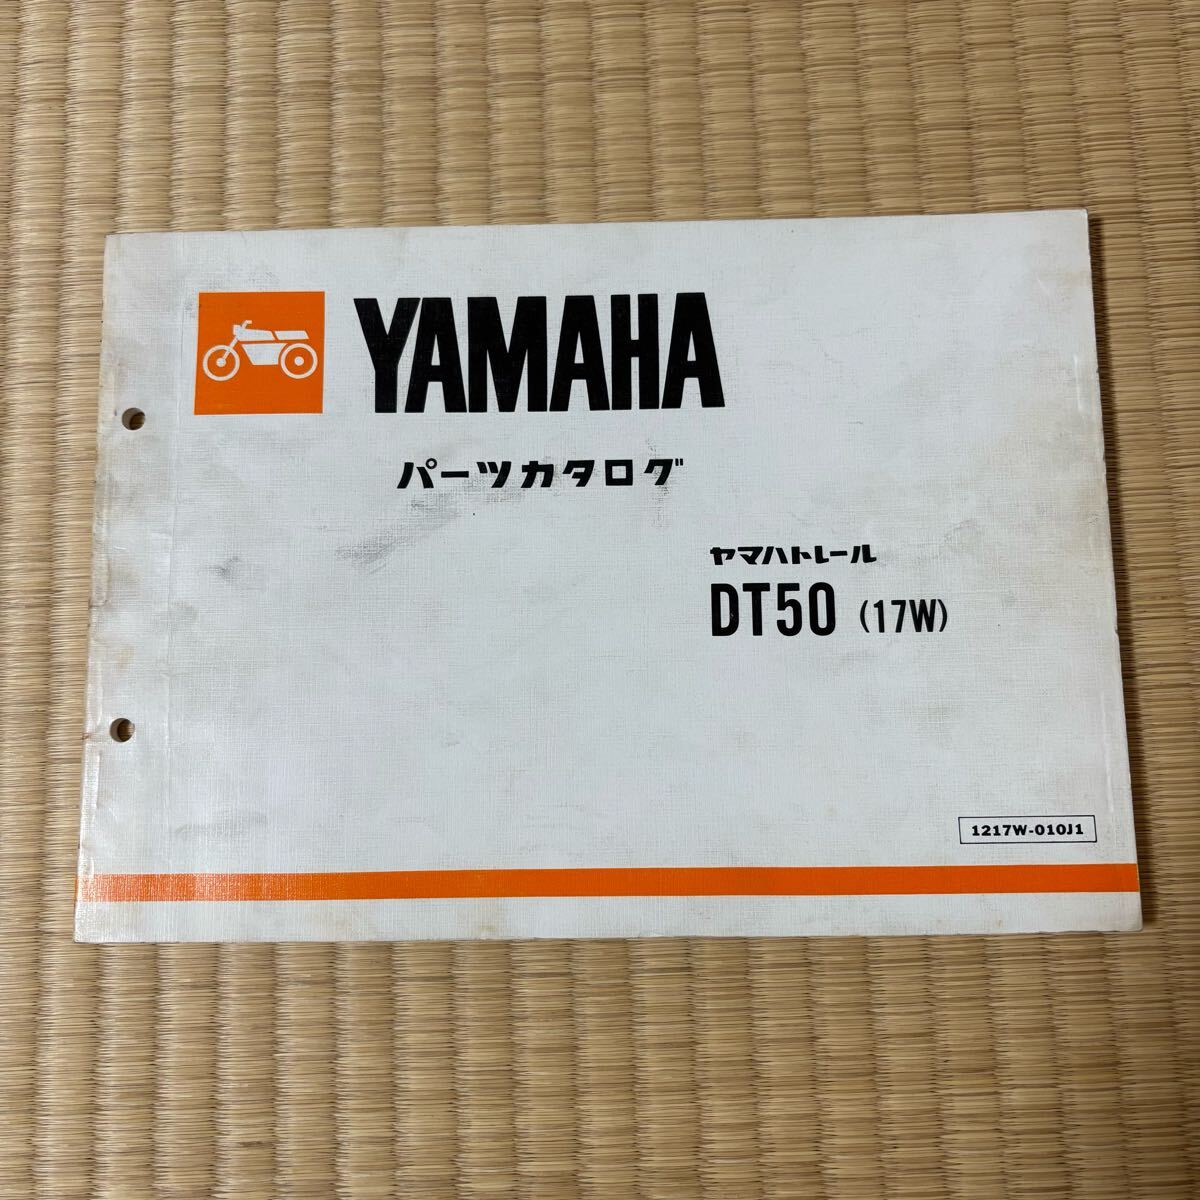 YAMAHA
パーツカタログ
ヤマハトレール
DT50 (17W)
1217W-010J1